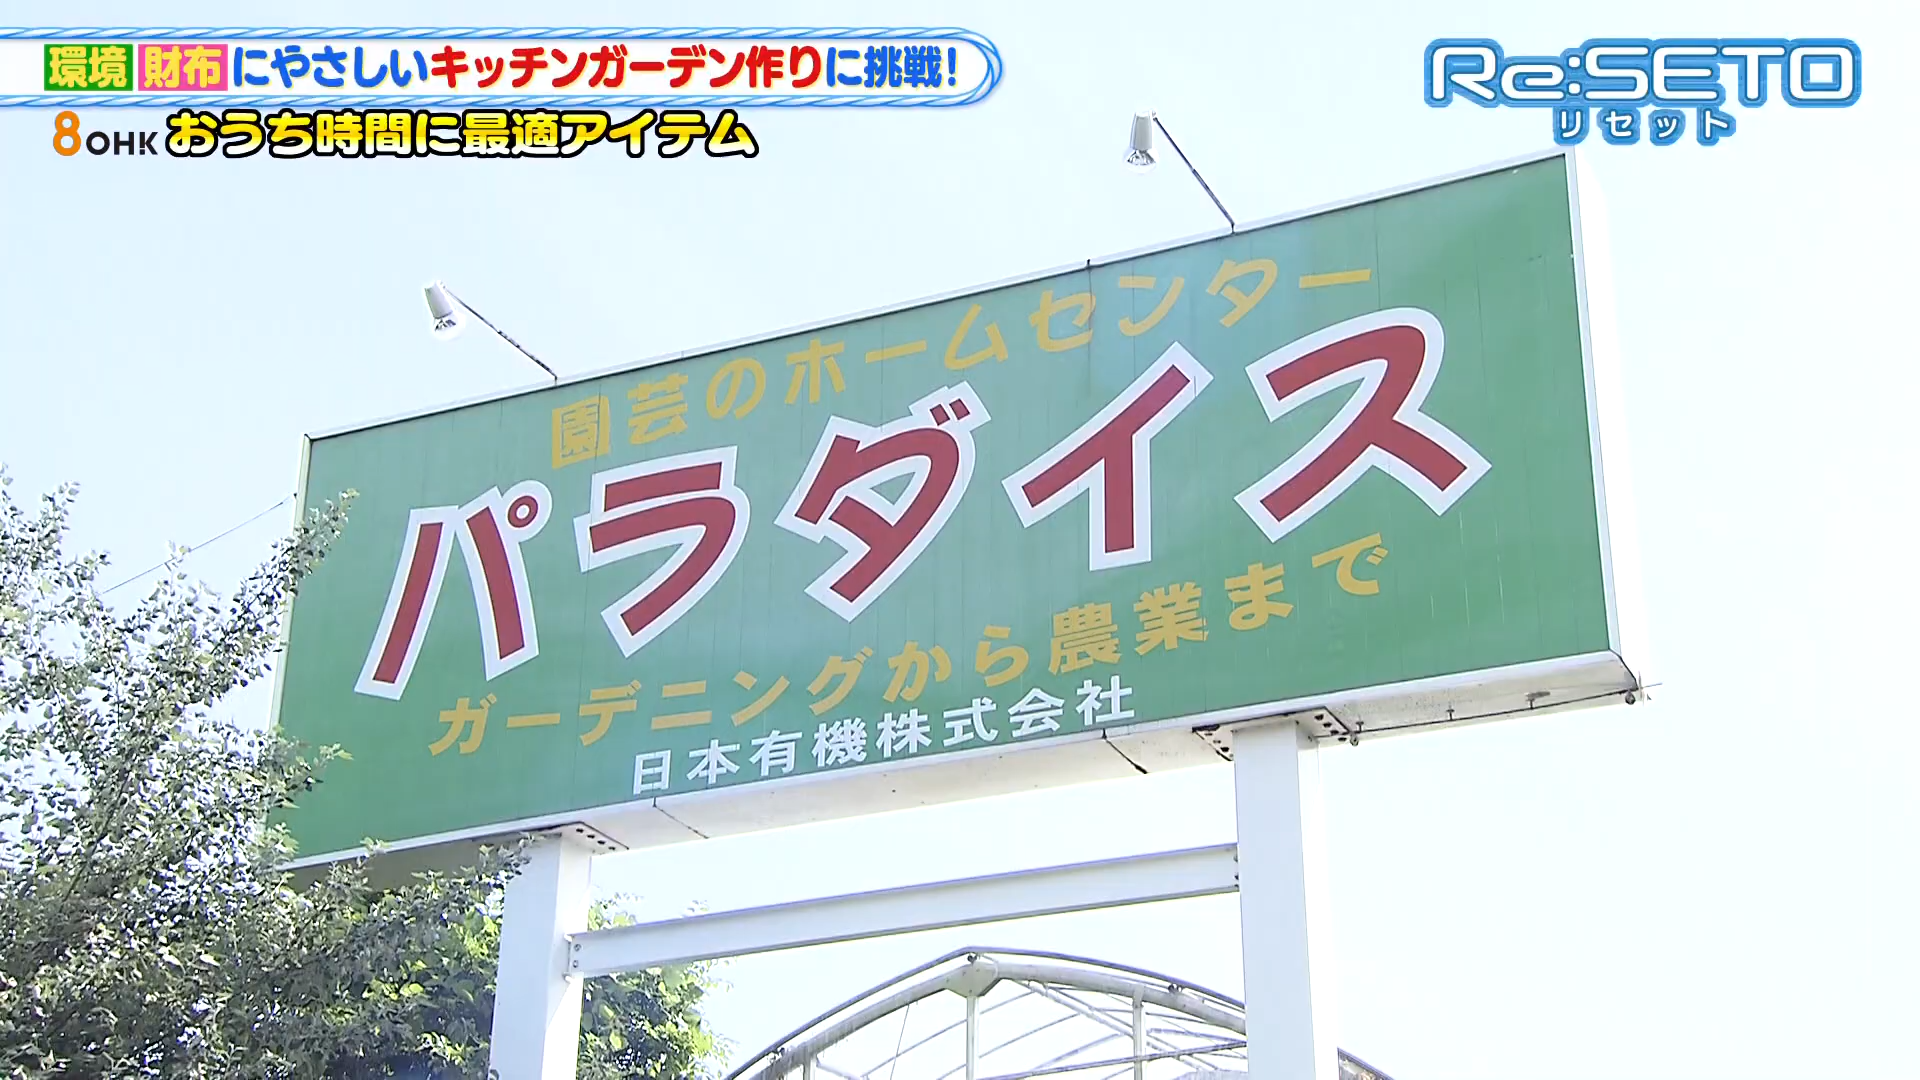 環境 財布にやさしいキッチンガーデン作りに挑戦!
8OHK おうち時間に最適アイテム
Re:SETO
リセット
園芸のホームセンター
パラダイス
ガーデニングから農業まで
日本有機株式会社